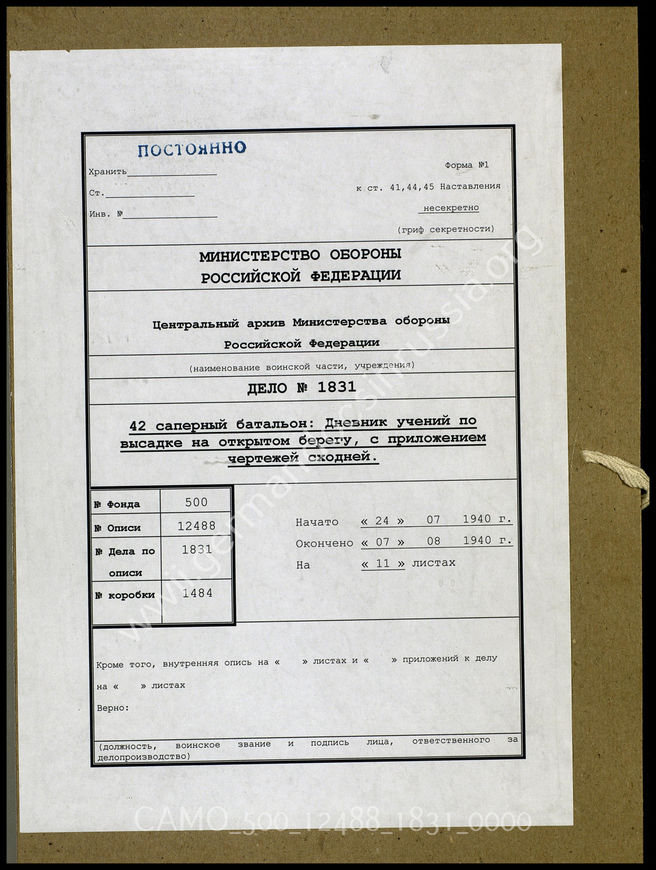 ПОСТОЯННО
Хранить
Ст.
Инв. №
Форма №1
к ст. 41,44,45 Наставления
несекретно
(гриф секретности)
МИНИСТЕРСТВО ОБОРОНЫ
РОССИЙСКОЙ ФЕДЕРАЦИИ
Центральный архив Министерства обороны
Российской Федерации
(наименование воинской части, учреждения)
ДЕЛО № 1831
42 саперный батальон: Дневник учений по
высадке на открытом берегу, с приложением
чертежей сходней.
№ Фонда 500
№ Описи 12488
№ Дела по 1831
описи
№ коробки 1484
Начато « 24 » 07 1940 г.
Окончено « 07 » 08 1940 г.
На « 11 » листах
Кроме того, внутренняя опись на « » листах и « » приложений к делу
на « » листах
Верно:
(должность, воинское звание и подпись лица, ответственного за
делопроизводство)
www.germandocsinrussia.org
CAMO_500_12488_1831_0000